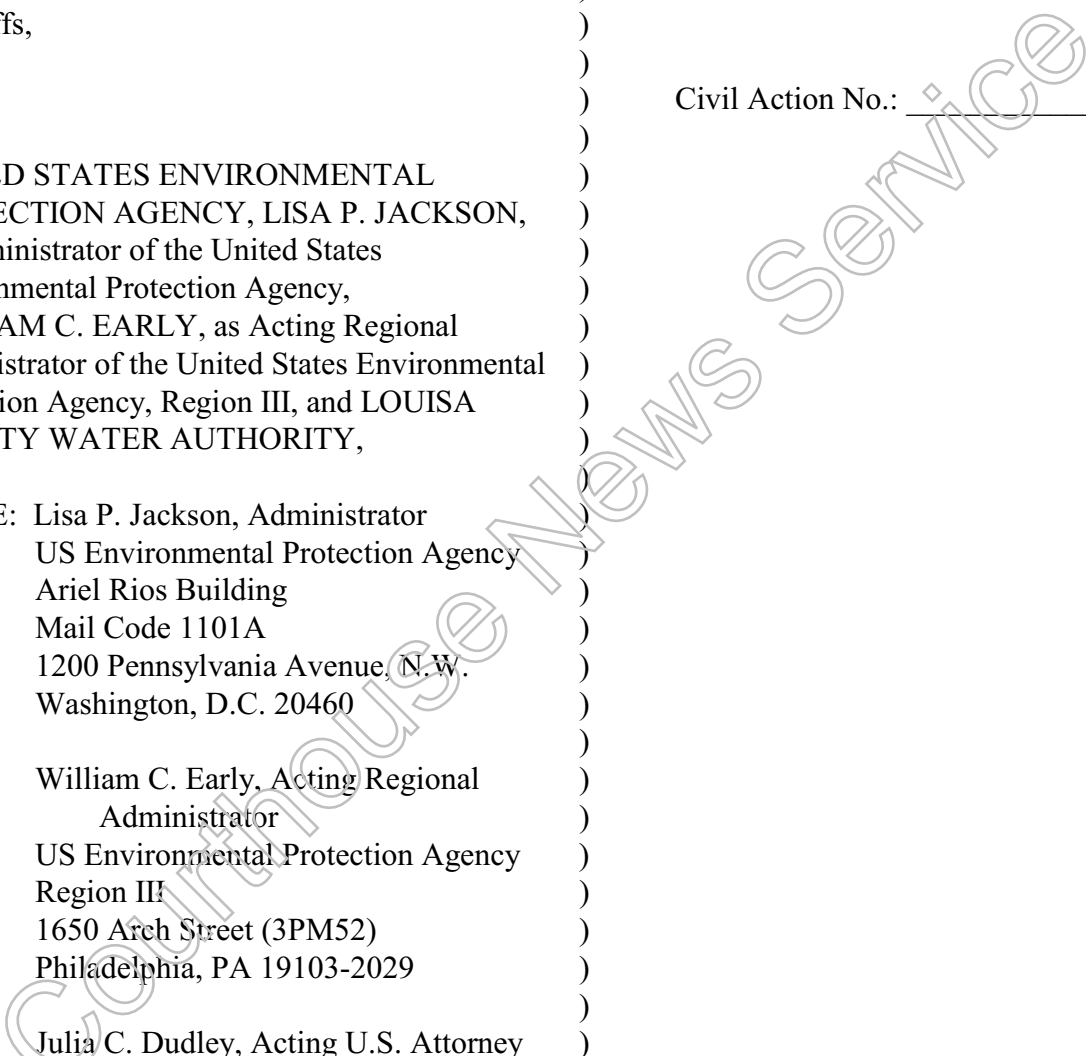 ffs,
Civil Action No.:
D STATES ENVIRONMENTAL
ECTION AGENCY, LISA P. JACKSON,
ministrator of the United States
nmental Protection Agency,
AM C. EARLY, as Acting Regional
istrator of the United States Environmental
ion Agency, Region III, and LOUISA
TY WATER AUTHORITY,
E: Lisa P. Jackson, Administrator
US Environmental Protection Agency
Ariel Rios Building
Mail Code 1101A
1200 Pennsylvania Avenue, N.W.
Washington, D.C. 20460
William C. Early, Acting Regional
Administrator
US Environmental Protection Agency
Region III
1650 Arch Street (3PM52)
Philadelphia, PA 19103-2029
Julia C. Dudley, Acting U.S. Attorney
Courthouse News Service